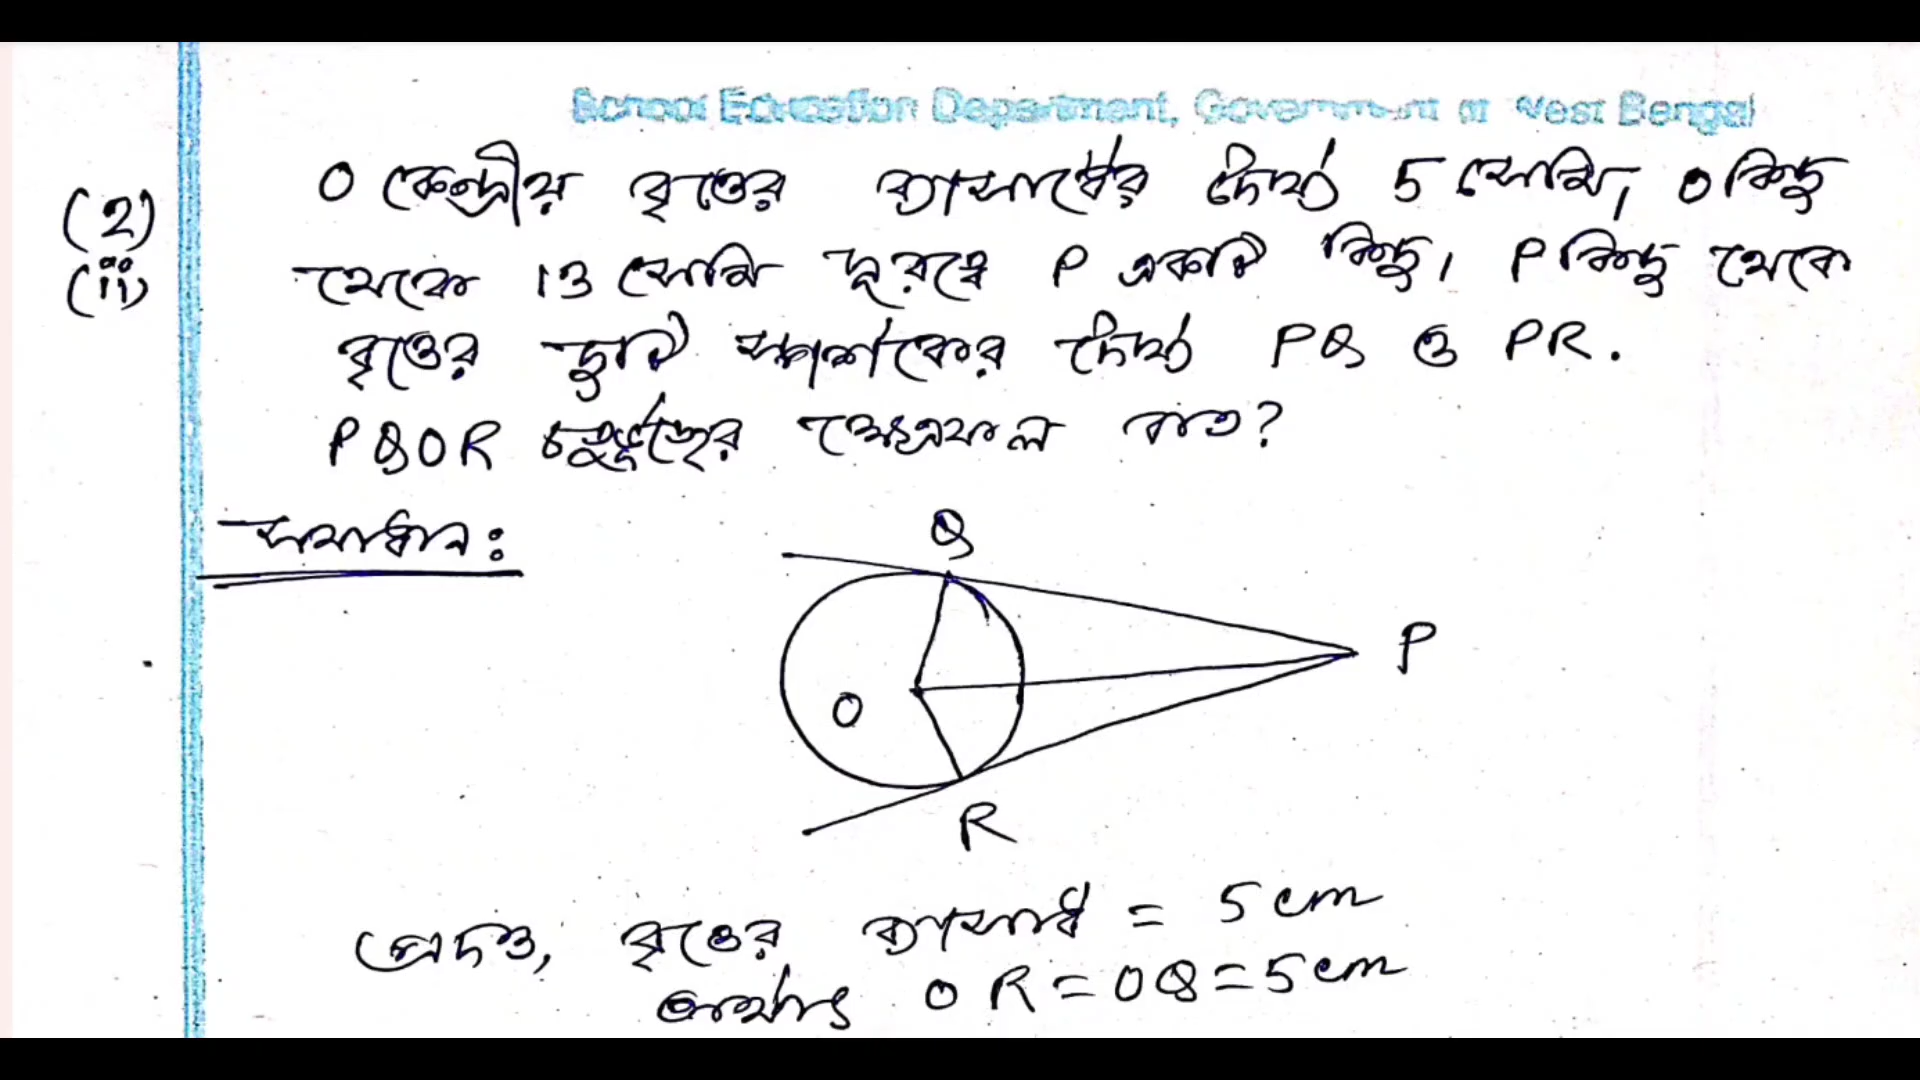 School Education Department, Government of West Bengal
(2) O কেন্দ্রীয় বৃত্তের ব্যাসার্ধের দৈর্ঘ্য 5 সেমি, O বিন্দু
(ii) থেকে 13 সেমি দূরত্বে P একটি বিন্দু। P বিন্দু থেকে
বৃত্তের দুটি স্পর্শকের দৈর্ঘ্য PQ ও PR.
PQOR চতুর্ভুজের ক্ষেত্রফল কত?
সমাধান:
Q
P
O
R
প্রদত্ত, বৃত্তের ব্যাসার্ধ = 5 cm
অর্থাৎ OR = OQ = 5 cm